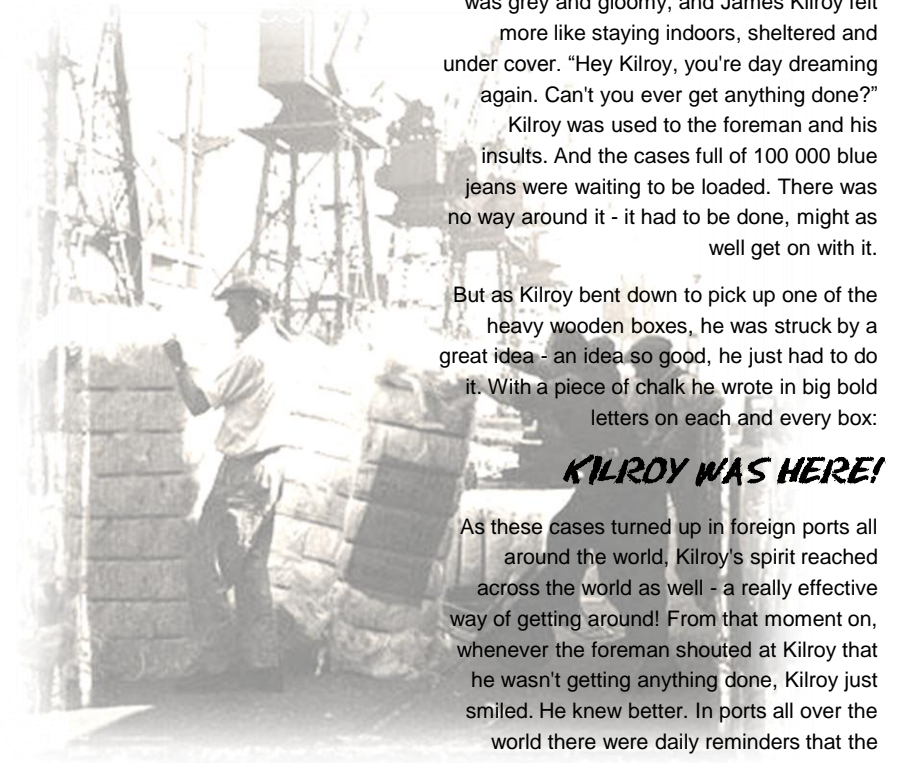 was grey and gloomy, and James Kilroy felt
more like staying indoors, sheltered and
under cover. “Hey Kilroy, you're day dreaming
again. Can't you ever get anything done?”
Kilroy was used to the foreman and his
insults. And the cases full of 100 000 blue
jeans were waiting to be loaded. There was
no way around it - it had to be done, might as
well get on with it.
But as Kilroy bent down to pick up one of the
heavy wooden boxes, he was struck by a
great idea - an idea so good, he just had to do
it. With a piece of chalk he wrote in big bold
letters on each and every box:
KILROY WAS HERE!
As these cases turned up in foreign ports all
around the world, Kilroy's spirit reached
across the world as well - a really effective
way of getting around! From that moment on,
whenever the foreman shouted at Kilroy that
he wasn't getting anything done, Kilroy just
smiled. He knew better. In ports all over the
world there were daily reminders that the